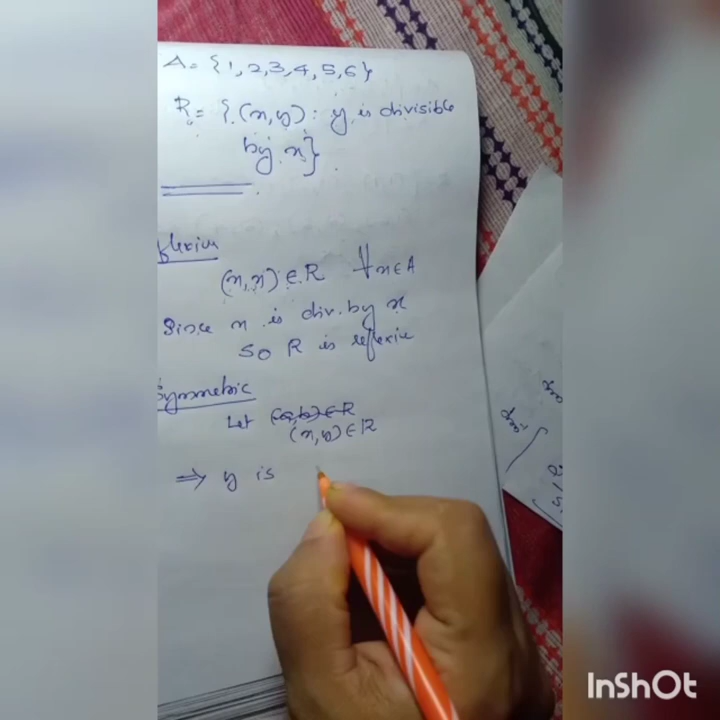 A = {1, 2, 3, 4, 5, 6}
R = {(x, y) : y is divisible
by x}
flexive
(x, x) ∈ R ∀ x ∈ A
Since x is div. by x
SO R is reflexive
Symmetric
Let (a, b) ∈ R
(x, y) ∈ R
⇒ y is
InShOt